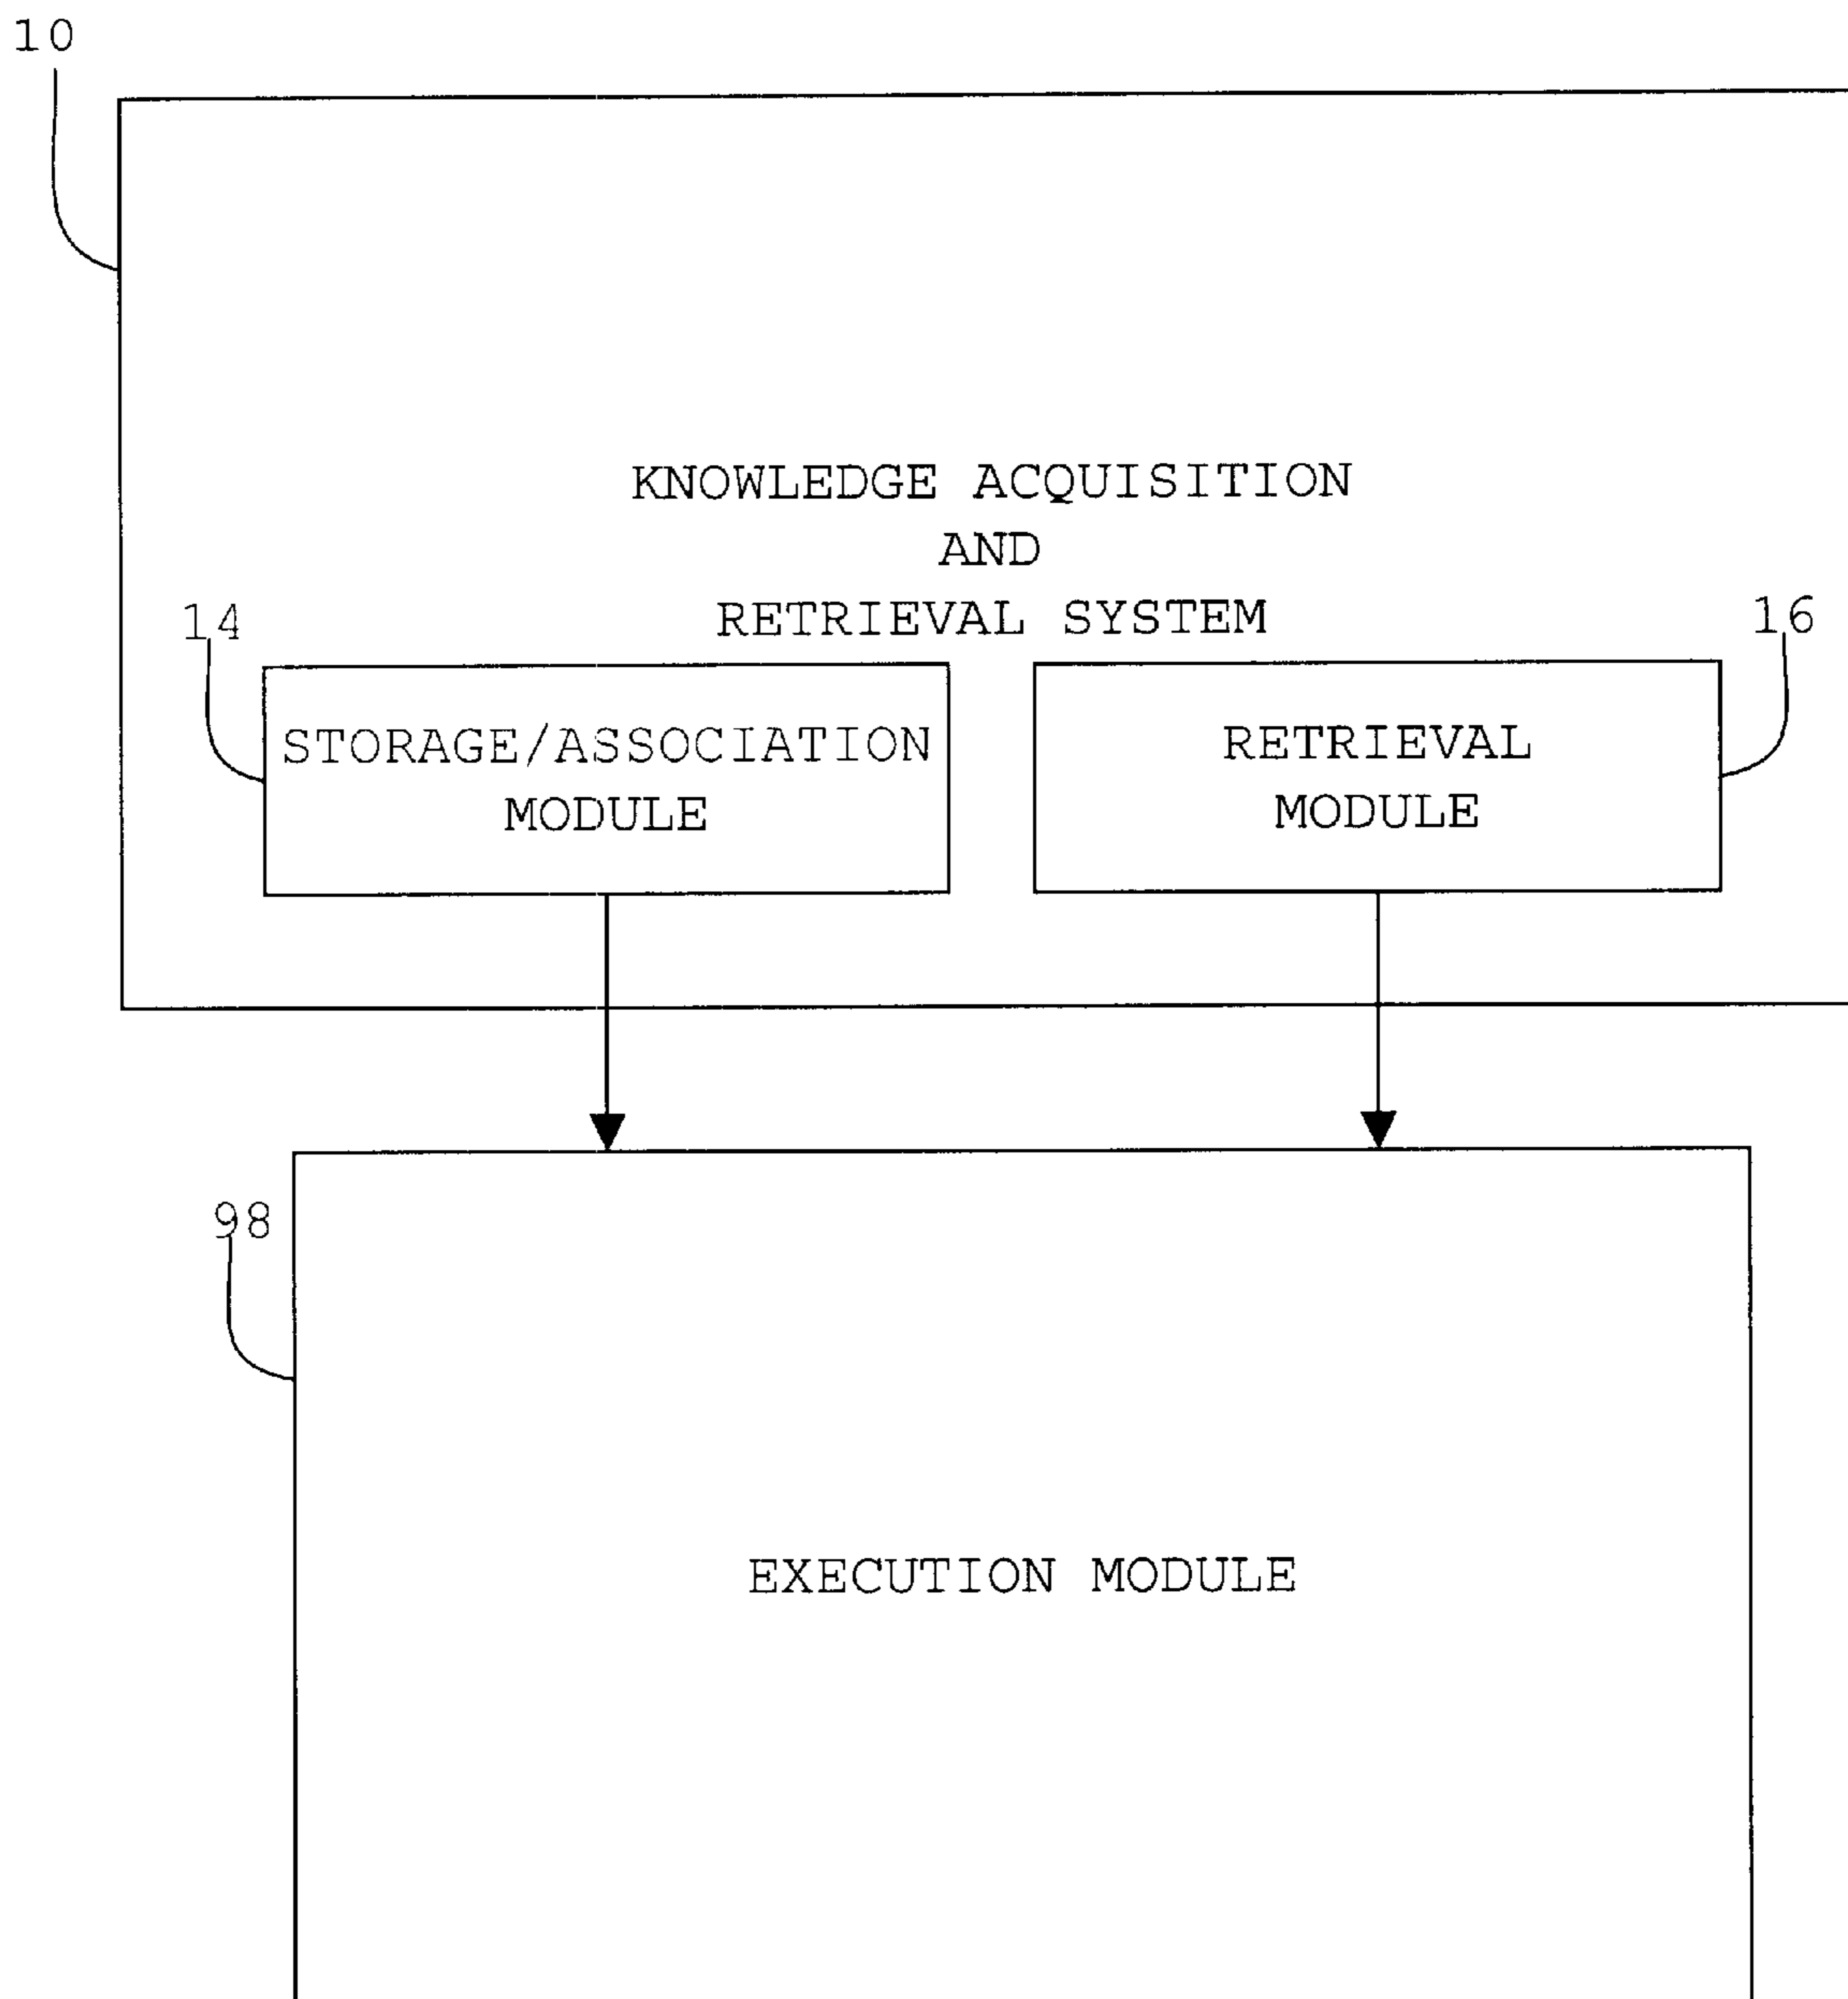 10
KNOWLEDGE ACQUISITION
AND
RETRIEVAL SYSTEM
14
16
STORAGE/ASSOCIATION
MODULE
RETRIEVAL
MODULE
98
EXECUTION MODULE